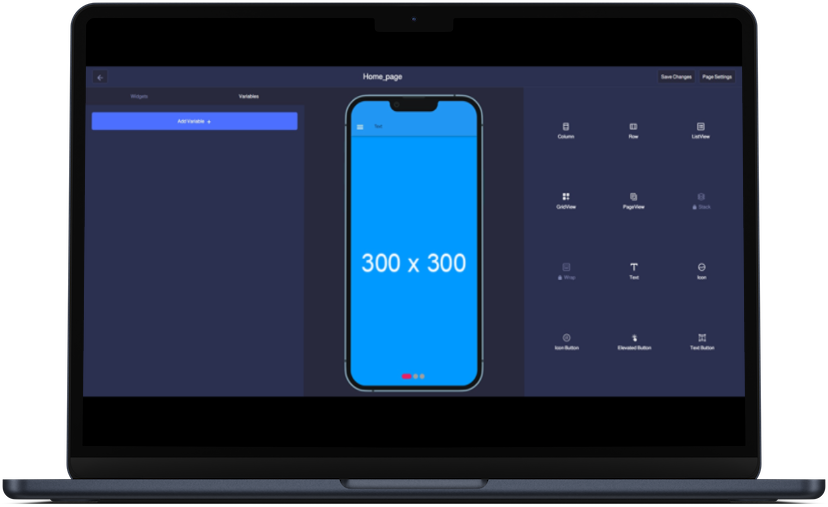 Home_page
Save Changes
Page Settings
Widgets
Variables
Add Variable +
Text
300 x 300
Column
Row
ListView
GridView
PageView
Stack
Wrap
Text
Icon
Icon Button
Elevated Button
Text Button